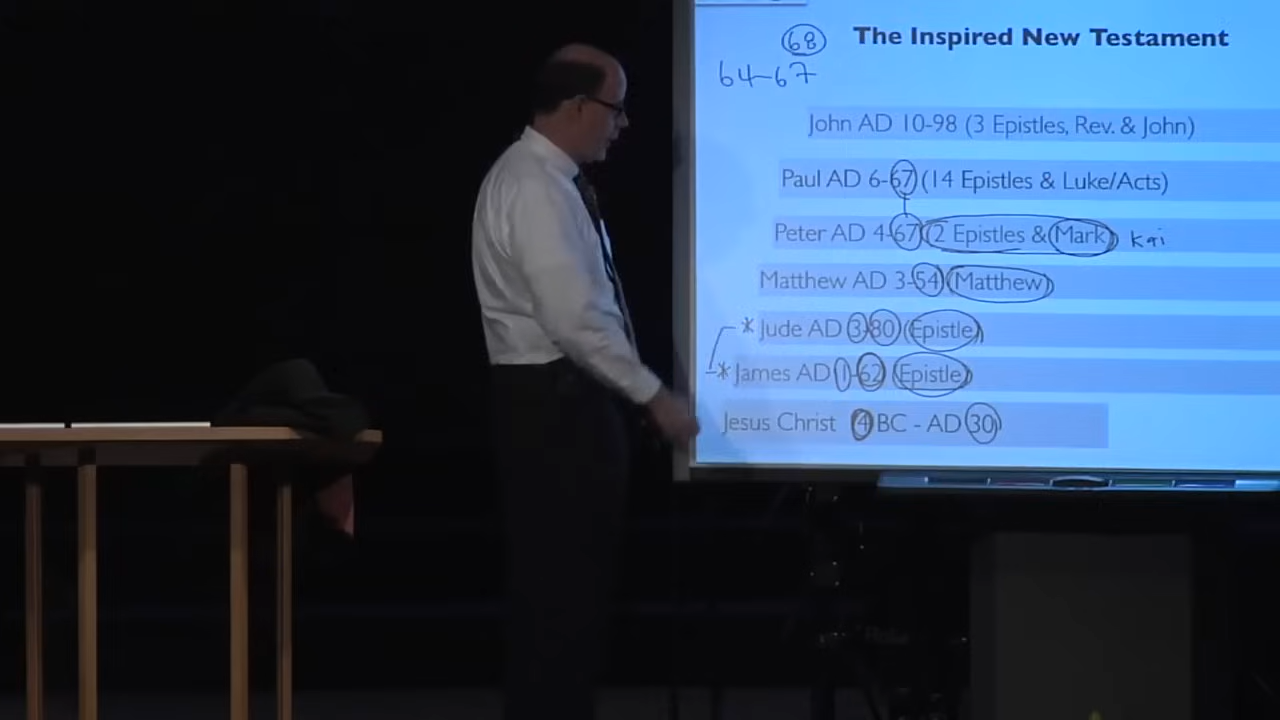 68 The Inspired New Testament
64-67
John AD 10-98 (3 Epistles, Rev. & John)
Paul AD 6-67 (14 Epistles & Luke/Acts)
Peter AD 4-67 (2 Epistles & Mark) Kai
Matthew AD 3-54 (Matthew)
* Jude AD 3-80 (Epistle)
* James AD 1-62 (Epistle)
Jesus Christ 4 BC - AD 30